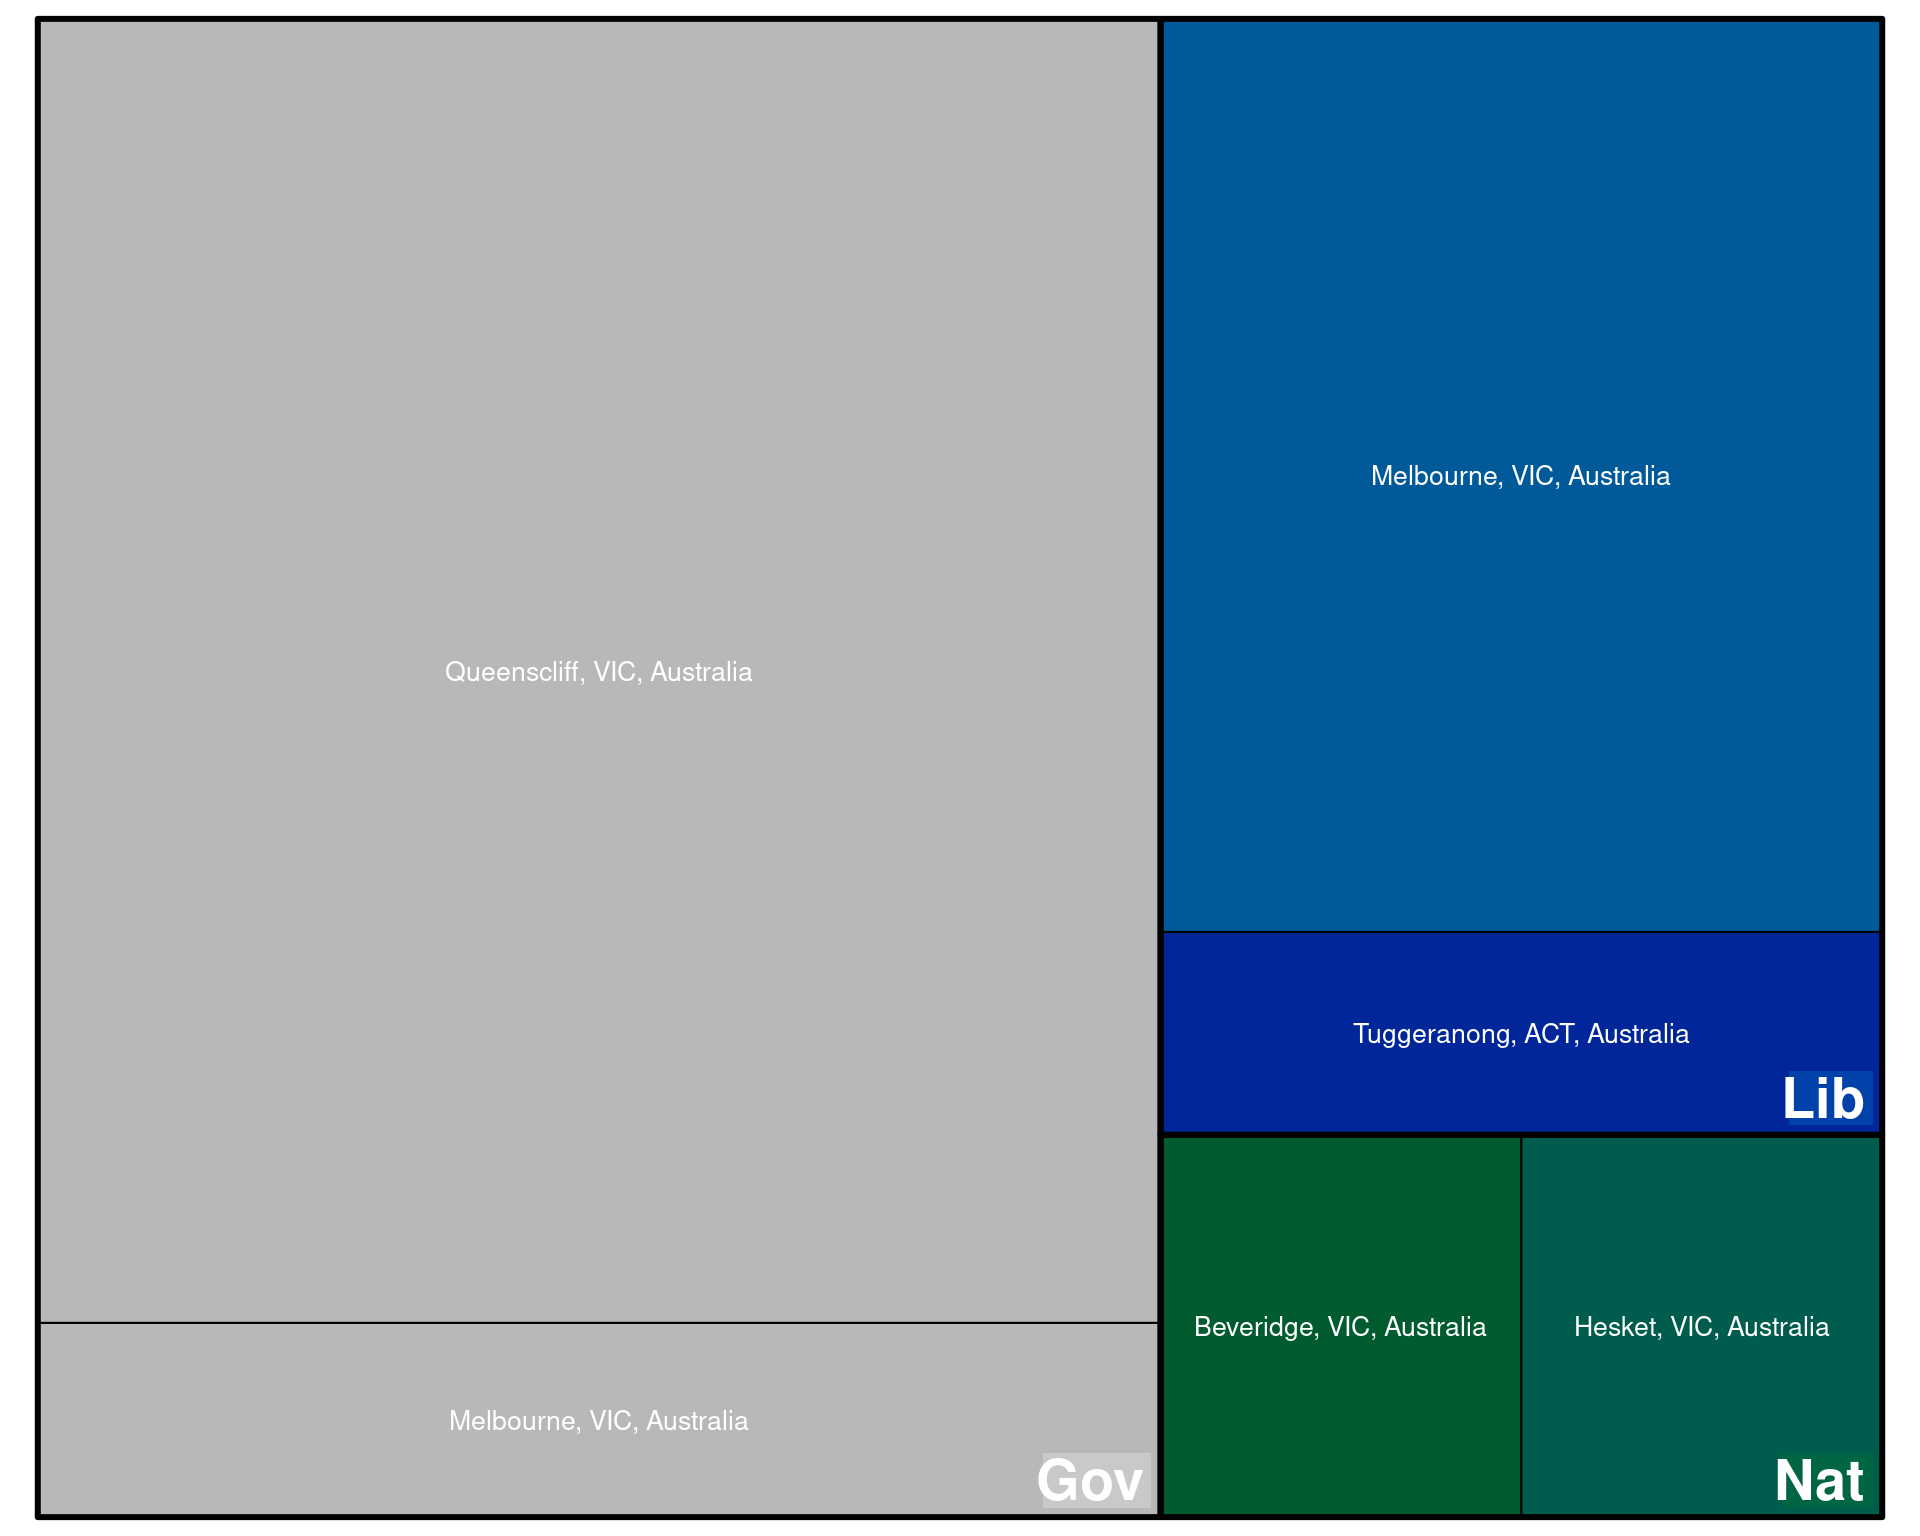 Queenscliff, VIC, Australia
Melbourne, VIC, Australia
Gov
Melbourne, VIC, Australia
Tuggeranong, ACT, Australia
Lib
Beveridge, VIC, Australia
Hesket, VIC, Australia
Nat